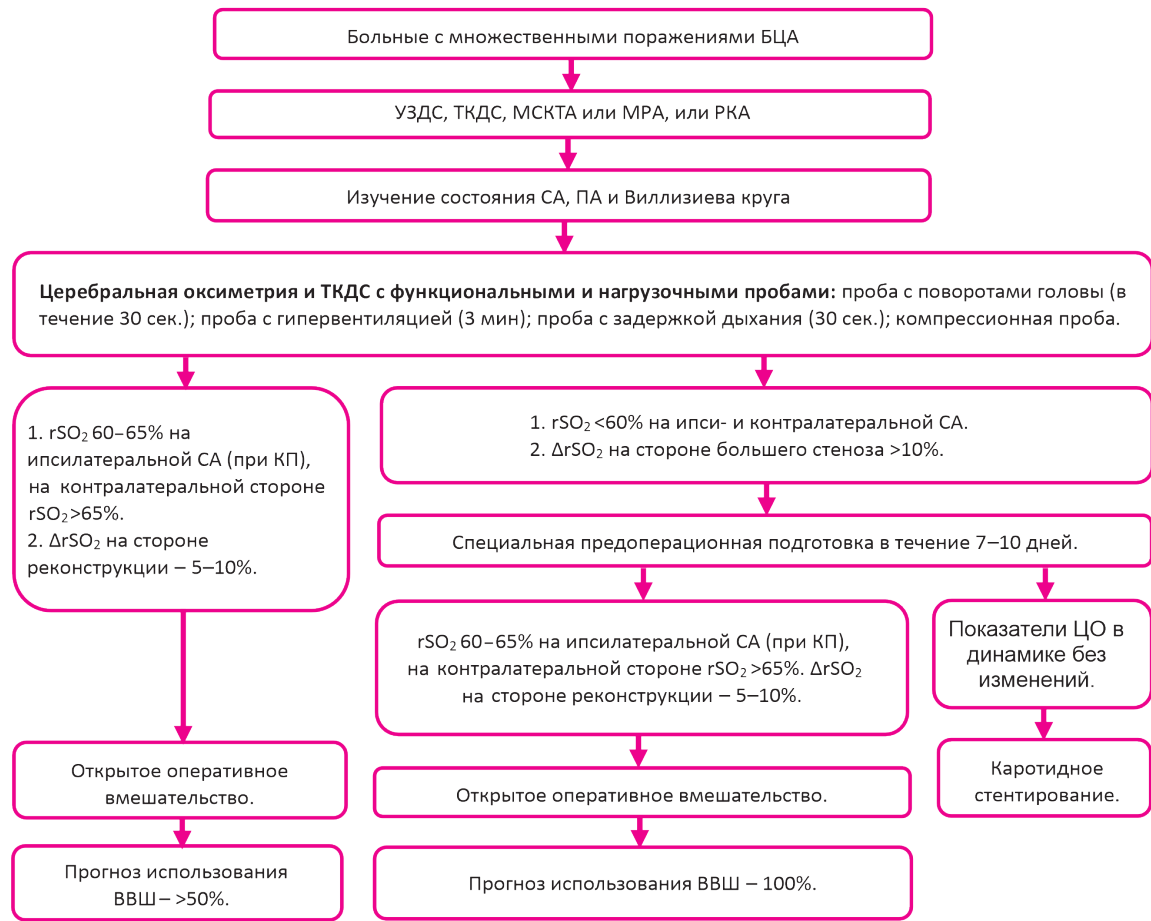 Больные с множественными поражениями БЦА
УЗДС, ТКДС, МСКТА или МРА, или РКА
Изучение состояния СА, ПА и Виллизиева круга
Церебральная оксиметрия и ТКДС с функциональными и нагрузочными пробами: проба с поворотами головы (в
течение 30 сек.); проба с гипервентиляцией (3 мин); проба с задержкой дыхания (30 сек.); компрессионная проба.
1. rSO₂ 60–65% на
ипсилатеральной СА (при КП),
на контралатеральной стороне
rSO₂ >65%.
2. ΔrSO₂ на стороне
реконструкции – 5–10%.
1. rSO₂ <60% на ипси- и контралатеральной СА.
2. ΔrSO₂ на стороне большего стеноза >10%.
Специальная предоперационная подготовка в течение 7–10 дней.
rSO₂ 60–65% на ипсилатеральной СА (при КП),
на контралатеральной стороне rSO₂ >65%. ΔrSO₂
на стороне реконструкции – 5–10%.
Показатели ЦО в
динамике без
изменений.
Открытое оперативное
вмешательство.
Открытое оперативное вмешательство.
Каротидное
стентирование.
Прогноз использования
ВВШ – >50%.
Прогноз использования ВВШ – 100%.